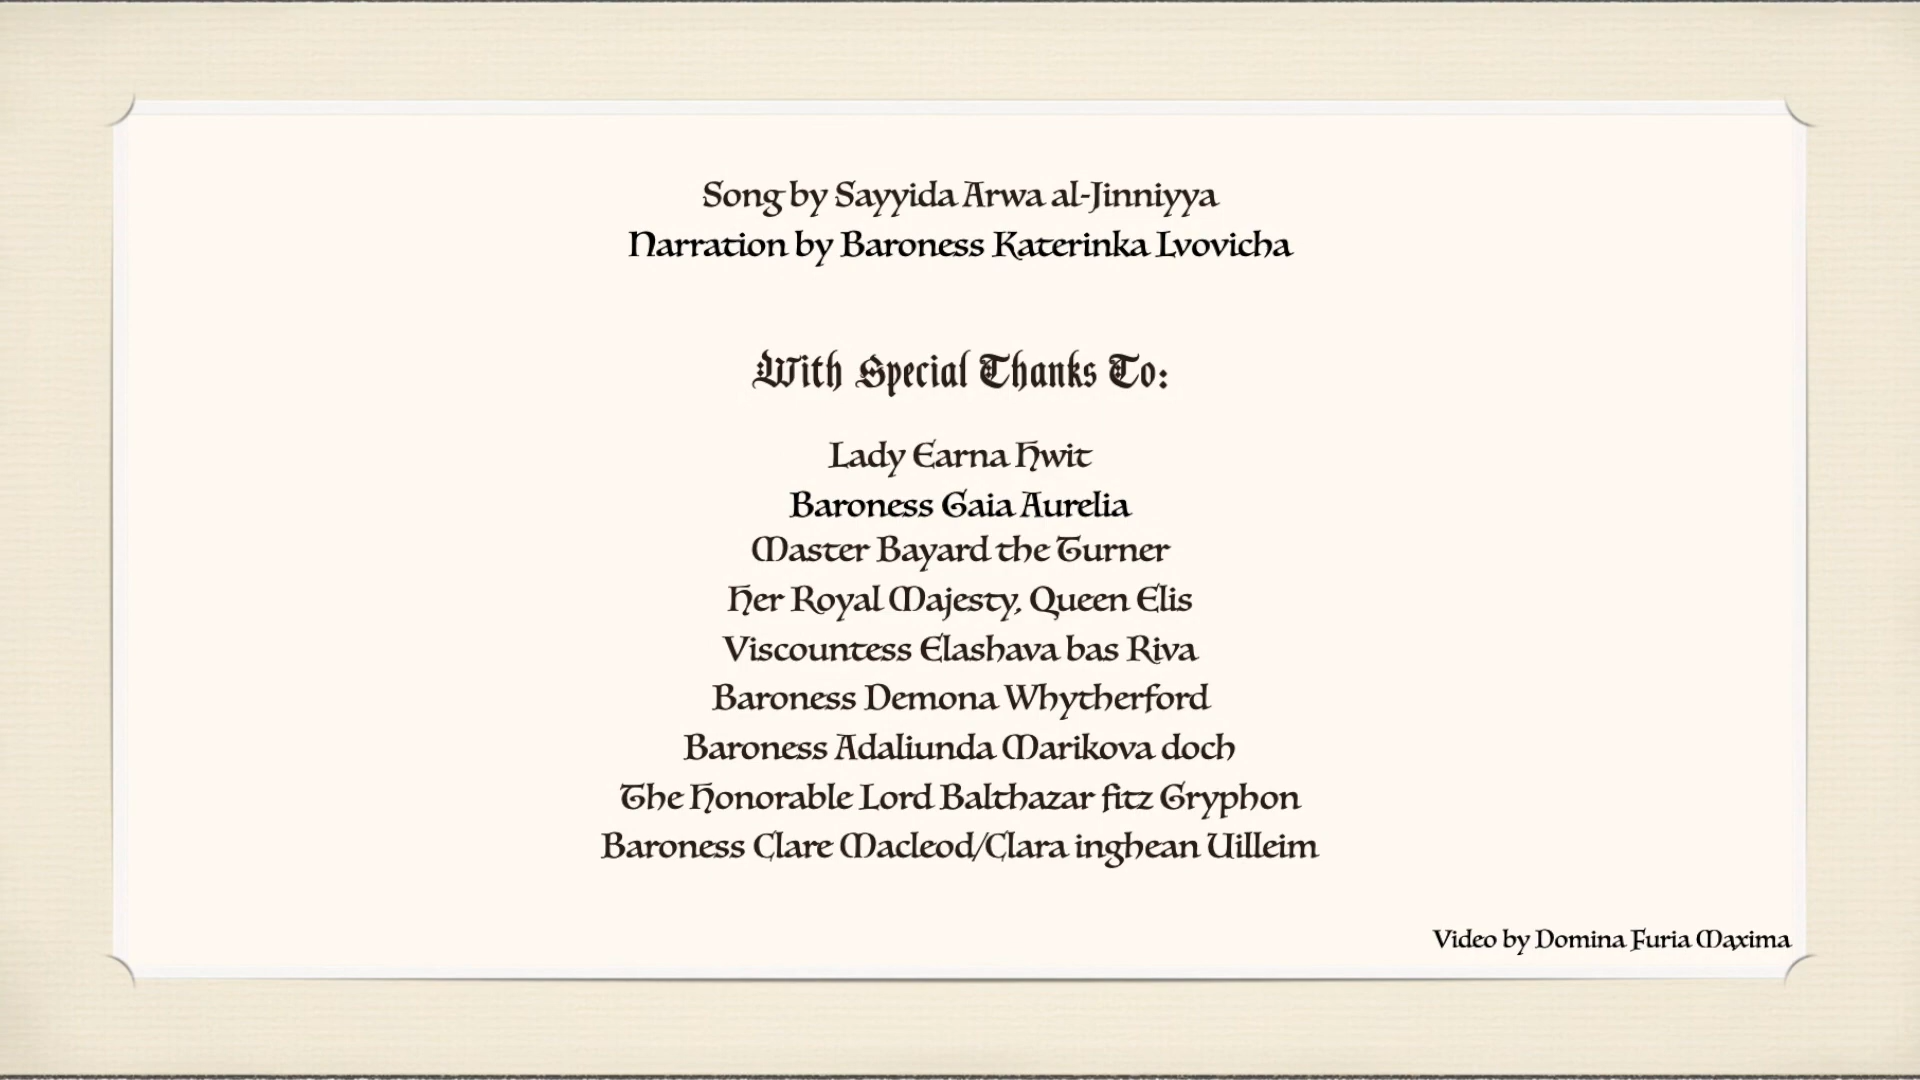 Song by Sayyida Arwa al-Jinniyya
Narration by Baroness Katerinka Lvovicha
With Special Thanks To:
Lady Earna Hwit
Baroness Gaia Aurelia
Master Bayard the Turner
Her Royal Majesty, Queen Elis
Viscountess Elashava bas Riva
Baroness Demona Whytherford
Baroness Adaliunda Marikova doch
The Honorable Lord Balthazar fitz Gryphon
Baroness Clare Macleod/Clara inghean Uilleim
Video by Domina Furia Maxima